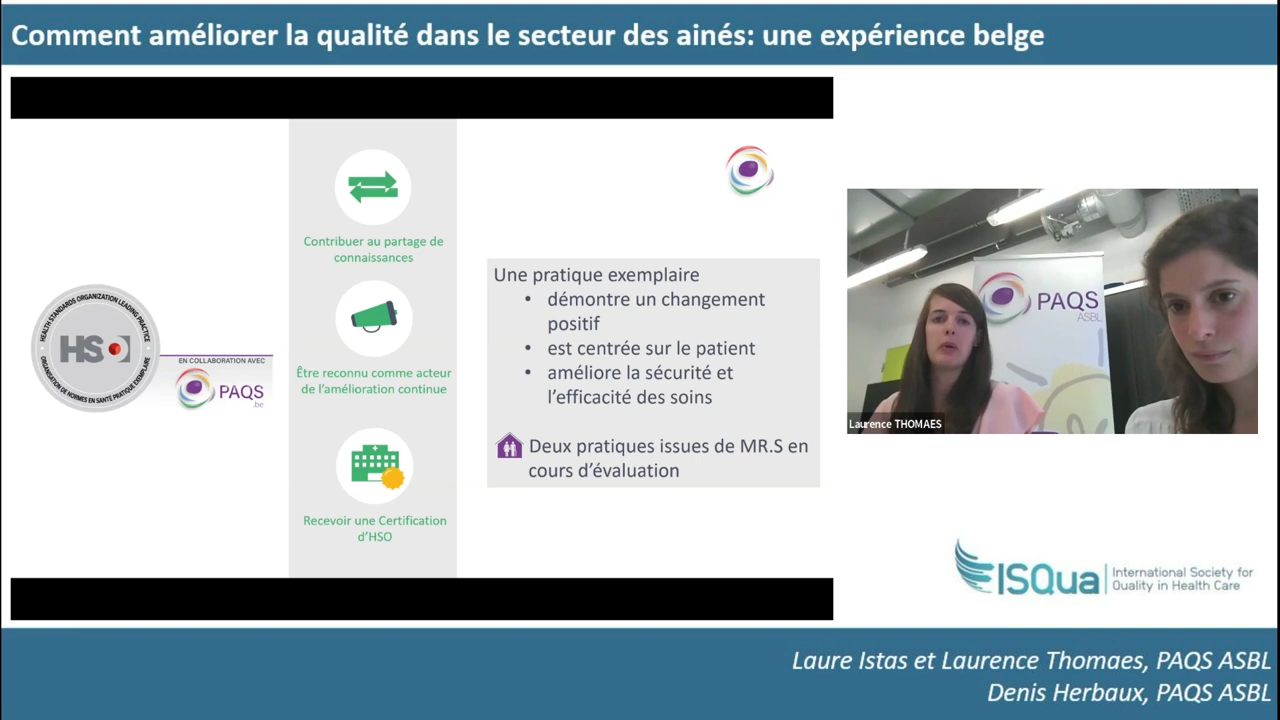 Comment améliorer la qualité dans le secteur des ainés: une expérience belge
HEALTH STANDARDS ORGANIZATION LEADING PRACTICE
HSO
ORGANISATION DE NORMES EN SANTÉ PRATIQUE EXEMPLAIRE
EN COLLABORATION AVEC
PAQS
.be
Contribuer au partage de
connaissances
Être reconnu comme acteur
de l'amélioration continue
Recevoir une Certification
d'HSO
Une pratique exemplaire
• démontre un changement
positif
• est centrée sur le patient
• améliore la sécurité et
l'efficacité des soins
Deux pratiques issues de MR.S en
cours d'évaluation
PAQS
ASBL
Laurence THOMAES
ISQua
International Society for
Quality in Health Care
Laure Istas et Laurence Thomaes, PAQS ASBL
Denis Herbaux, PAQS ASBL